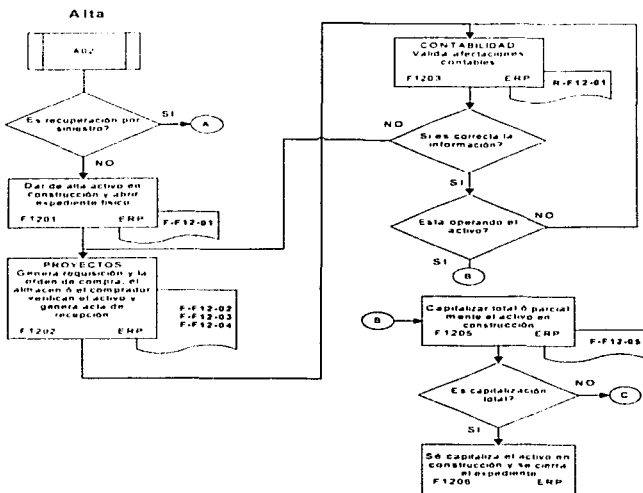 Alta
A02
Es recuperación por
siniestro?
SI
A
NO
Dar de alta activo en
construcción y abrir
expediente físico
F1201 ERP
F-F12-01
PROYECTOS
Genera requisición y la
orden de compra, el
almacén ó el comprador
verifican el activo y
genera acta de
recepción
F1202 ERP
F-F12-02
F-F12-03
F-F12-04
CONTABILIDAD
Valida afectaciones
contables
F1203 ERP
R-F12-01
NO
Si es correcta la
información?
SI
Esta operando el
activo?
NO
SI
B
B
Capitalizar total ó parcial
mente el activo en
construcción
F1205 ERP
F-F12-05
Es capitalización
total?
NO
C
SI
Sé capitaliza el activo en
construcción y se cierra
el expediente
F1206 ERP